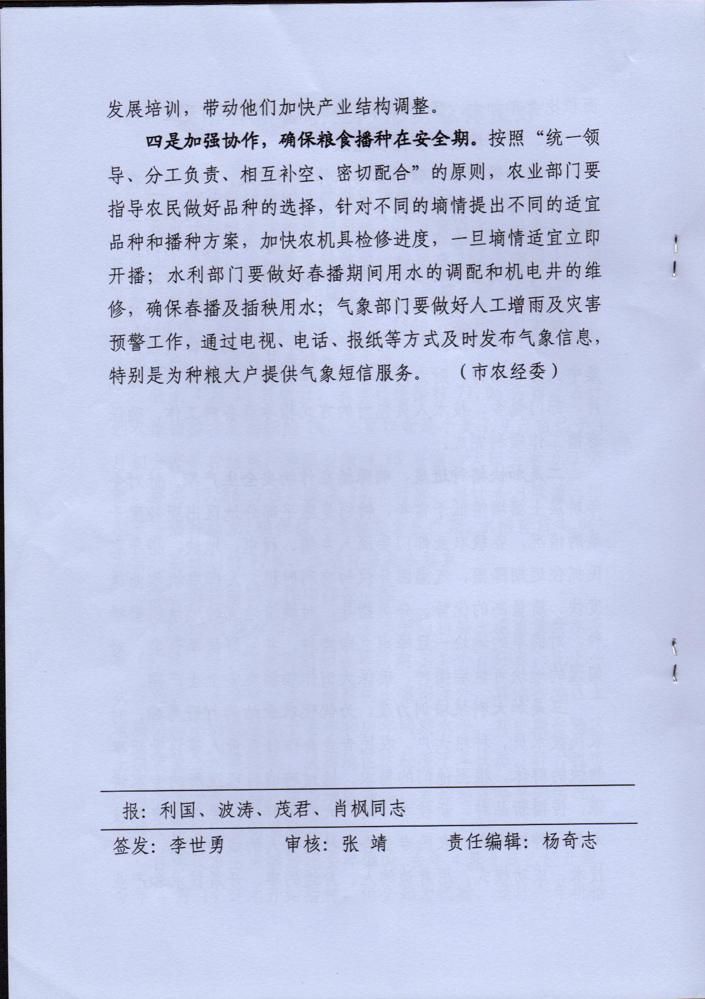 发展培训，带动他们加快产业结构调整。
四是加强协作，确保粮食播种在安全期。按照“统一领
导、分工负责、相互补空、密切配合”的原则，农业部门要
指导农民做好品种的选择，针对不同的墒情提出不同的适宜
品种和播种方案，加快农机具检修进度，一旦墒情适宜立即
开播；水利部门要做好春播期间用水的调配和机电井的维
修，确保春播及插秧用水；气象部门要做好人工增雨及灾害
预警工作，通过电视、电话、报纸等方式及时发布气象信息，
特别是为种粮大户提供气象短信服务。 （市农经委）
报：利国、波涛、茂君、肖枫同志
签发：李世勇 审核：张 靖 责任编辑：杨奇志